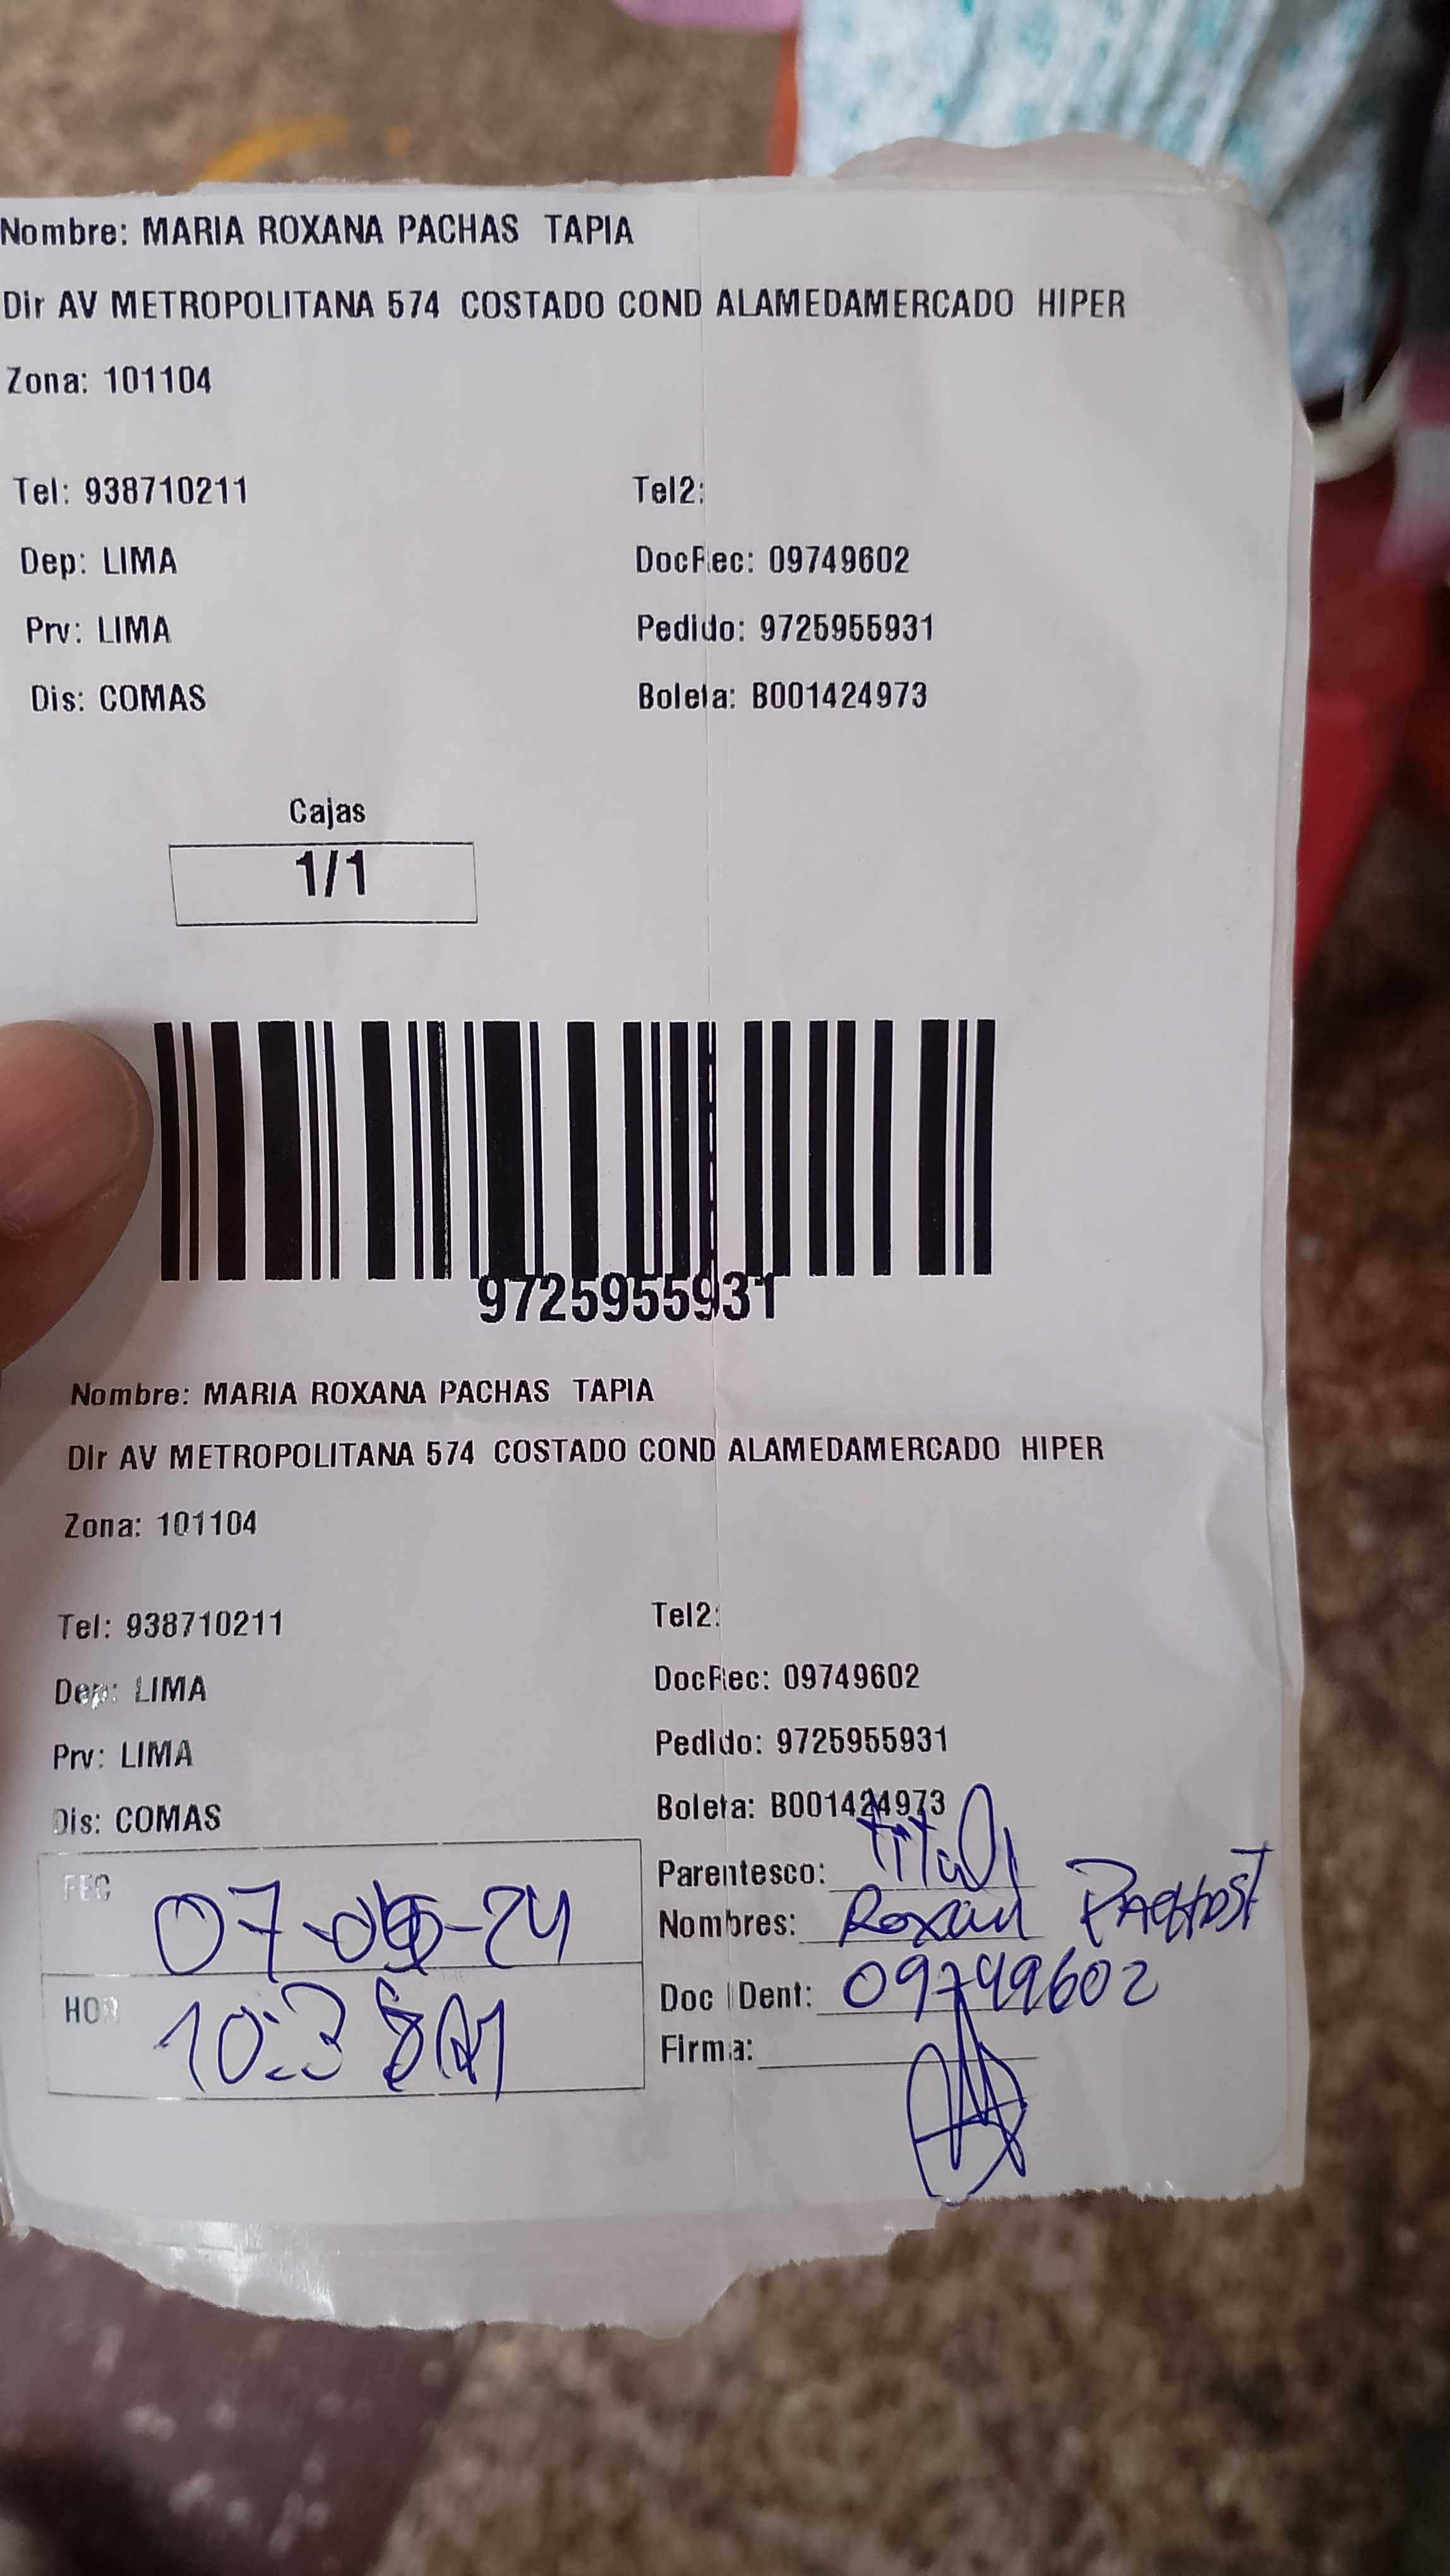 Nombre: MARIA ROXANA PACHAS TAPIA
Dir AV METROPOLITANA 574 COSTADO COND ALAMEDAMERCADO HIPER
Zona: 101104
Tel: 938710211 Tel2:
Dep: LIMA DocRec: 09749602
Prv: LIMA Pedido: 9725955931
Dis: COMAS Boleta: B001424973
Cajas
1/1
9725955931
Nombre: MARIA ROXANA PACHAS TAPIA
Dir AV METROPOLITANA 574 COSTADO COND ALAMEDAMERCADO HIPER
Zona: 101104
Tel: 938710211 Tel2:
Dep: LIMA DocRec: 09749602
Prv: LIMA Pedido: 9725955931
Dis: COMAS Boleta: B001424973
Parentesco:
FEC
Nombres: Roxan
Doc Dent: 09749602
HOR 10:38
Firma: